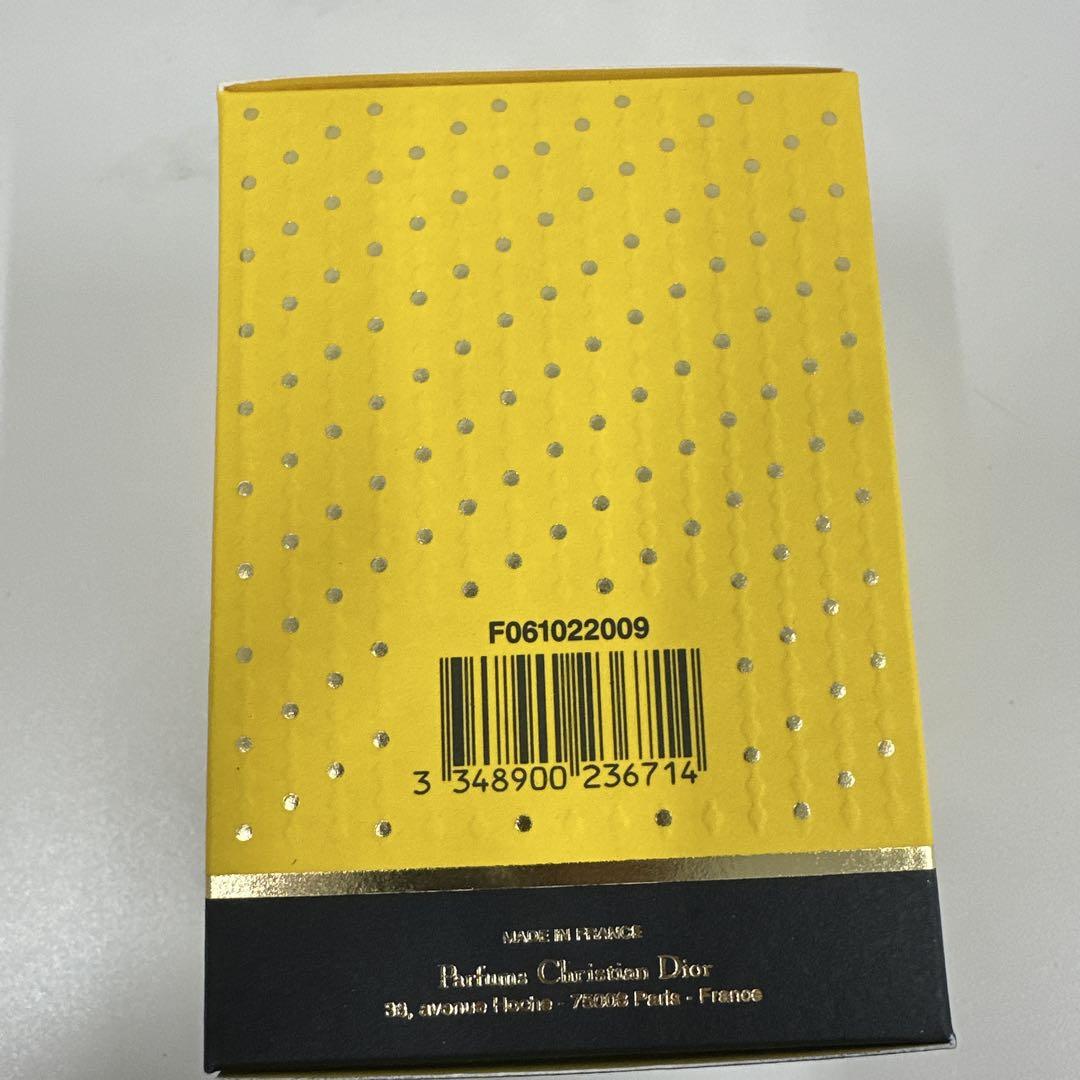 F061022009
3 348900 236714
MADE IN FRANCE
Parfums Christian Dior
33, avenue Hoche - 75008 Paris - France